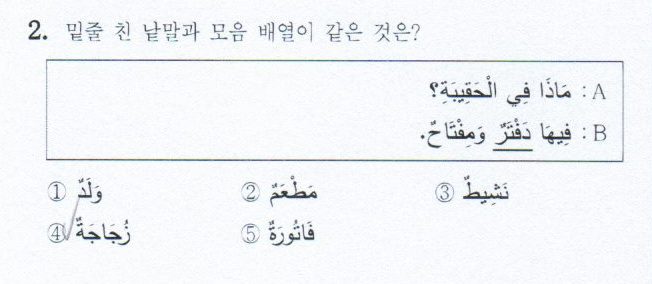 2. 밑줄 친 낱말과 모음 배열이 같은 것은?
A : مَاذَا فِي الْحَقِيبَةِ؟
B : فِيهَا دَفْتَرٌ وَمِفْتَاحٌ.
① وَلَدٌ ② مَطْعَمٌ ③ نَشِيطٌ
④ زُجَاجَةٌ ⑤ فَاتُورَةٌ